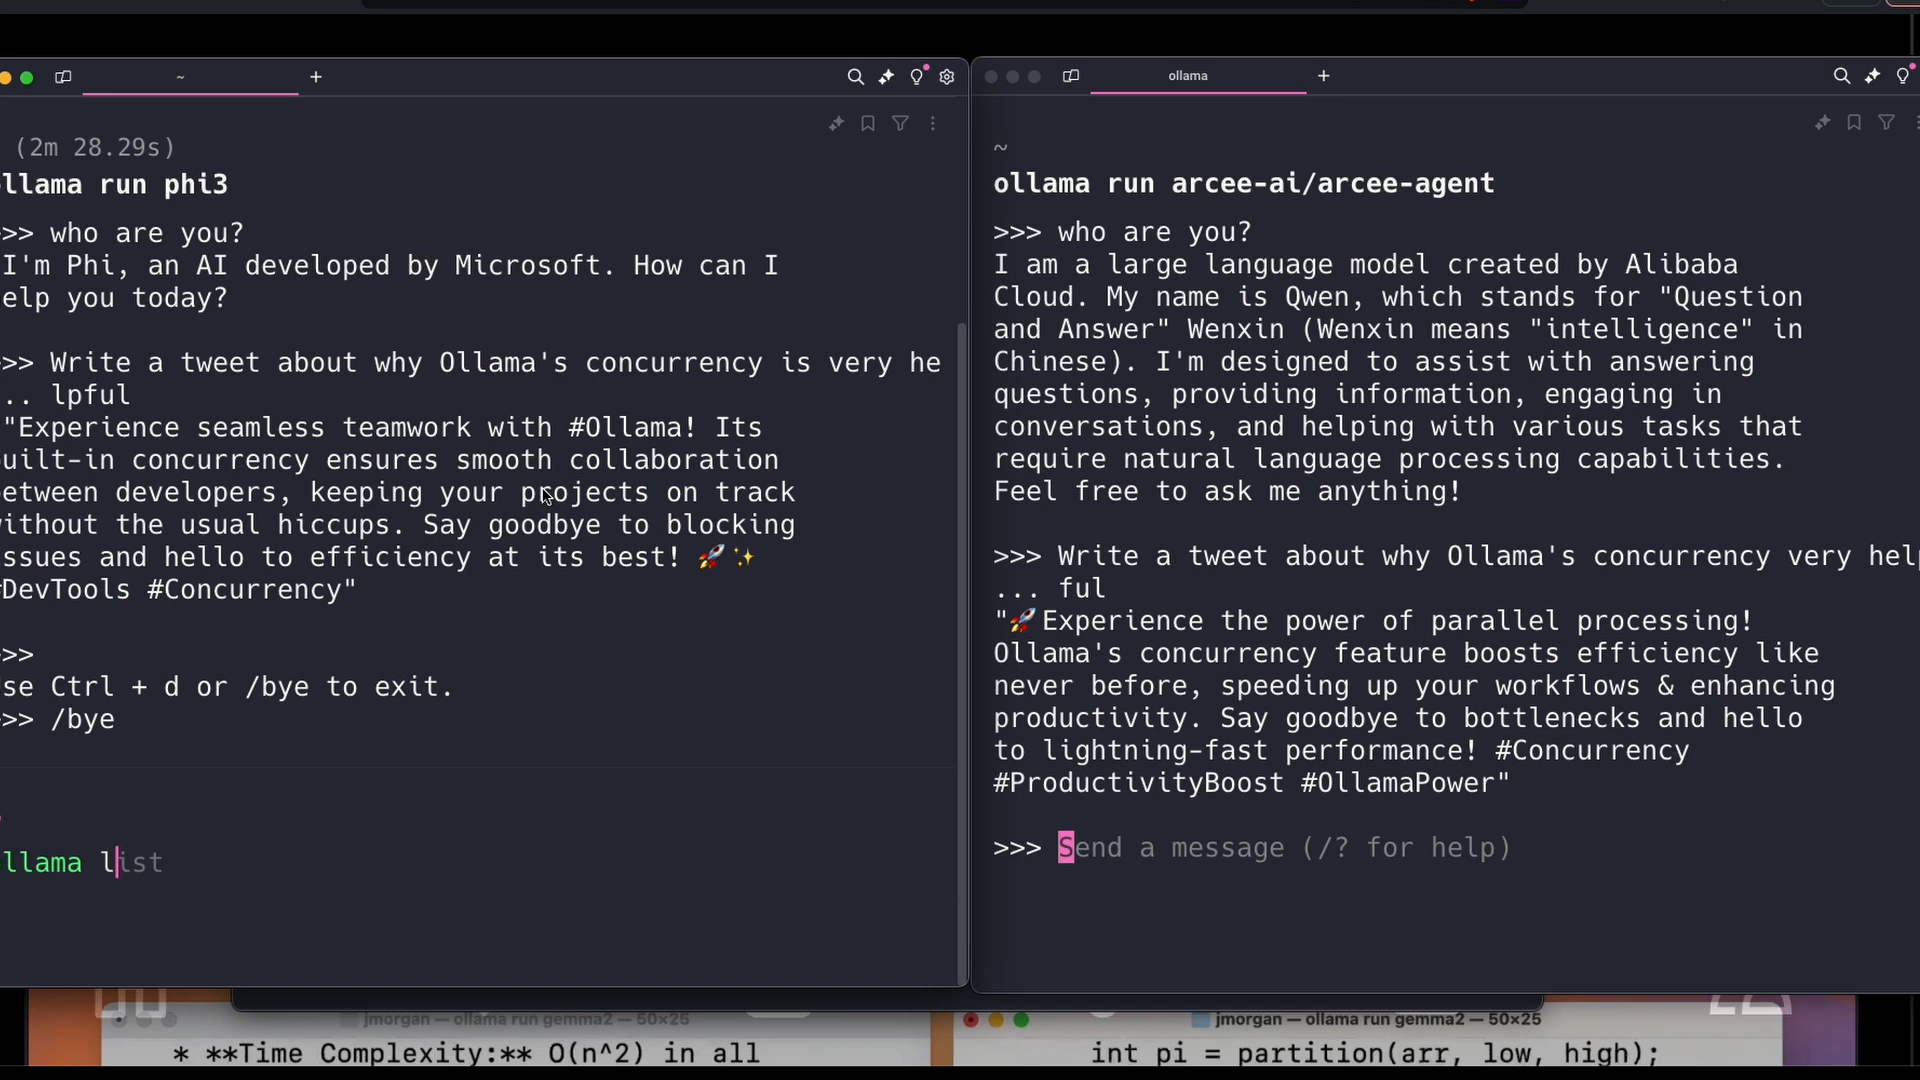 ~
(2m 28.29s)
llama run phi3
>> who are you?
I'm Phi, an AI developed by Microsoft. How can I
elp you today?
>> Write a tweet about why Ollama's concurrency is very he
.. lpful
"Experience seamless teamwork with #Ollama! Its
uilt-in concurrency ensures smooth collaboration
etween developers, keeping your projects on track
ithout the usual hiccups. Say goodbye to blocking
ssues and hello to efficiency at its best! 🚀✨
DevTools #Concurrency"
>>
se Ctrl + d or /bye to exit.
>> /bye
llama list
ollama
~
ollama run arcee-ai/arcee-agent
>>> who are you?
I am a large language model created by Alibaba
Cloud. My name is Qwen, which stands for "Question
and Answer" Wenxin (Wenxin means "intelligence" in
Chinese). I'm designed to assist with answering
questions, providing information, engaging in
conversations, and helping with various tasks that
require natural language processing capabilities.
Feel free to ask me anything!
>>> Write a tweet about why Ollama's concurrency very help
... ful
"🚀Experience the power of parallel processing!
Ollama's concurrency feature boosts efficiency like
never before, speeding up your workflows & enhancing
productivity. Say goodbye to bottlenecks and hello
to lightning-fast performance! #Concurrency
#ProductivityBoost #OllamaPower"
>>> Send a message (/? for help)
jmorgan — ollama run gemma2 — 50×25
* **Time Complexity:** O(n^2) in all
jmorgan — ollama run gemma2 — 50×25
int pi = partition(arr, low, high);